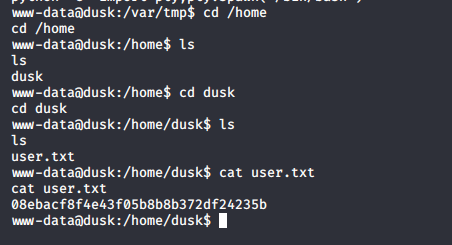 www-data@dusk:/var/tmp$ cd /home
cd /home
www-data@dusk:/home$ ls
ls
dusk
www-data@dusk:/home$ cd dusk
cd dusk
www-data@dusk:/home/dusk$ ls
ls
user.txt
www-data@dusk:/home/dusk$ cat user.txt
cat user.txt
08ebacf8f4e43f05b8b8b372df24235b
www-data@dusk:/home/dusk$